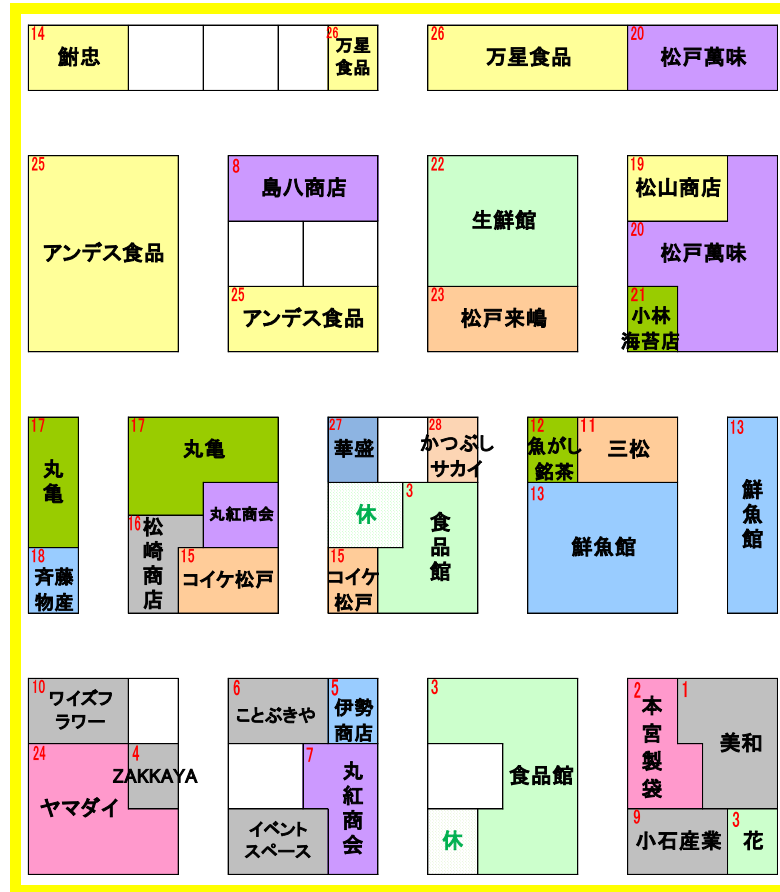 14
鮒忠
26
万星
食品
26
万星食品
20
松戸萬味
25
アンデス食品
8
島八商店
25
アンデス食品
22
生鮮館
23
松戸来嶋
19
松山商店
20
松戸萬味
21
小林
海苔店
17
丸
亀
18
斉藤
物産
17
丸亀
丸紅商会
16
松
崎
商
店
15
コイケ松戸
27
華盛
28
かつぶし
サカイ
休
3
食
品
館
15
コイケ
松戸
12
魚がし
銘茶
11
三松
13
鮮魚館
13
鮮
魚
館
10
ワイズフ
ラワー
24
ヤマダイ
4
ZAKKAYA
6
ことぶきや
5
伊勢
商店
7
丸
紅
商
会
イベント
スペース
3
食品館
休
2
本
宮
製
袋
1
美和
9
小石産業
3
花